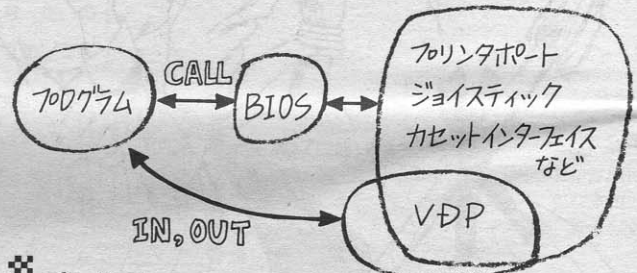 プログラム
CALL
BIOS
プリンタポート
ジョイスティック
カセットインターフェイス
など
VDP
IN, OUT